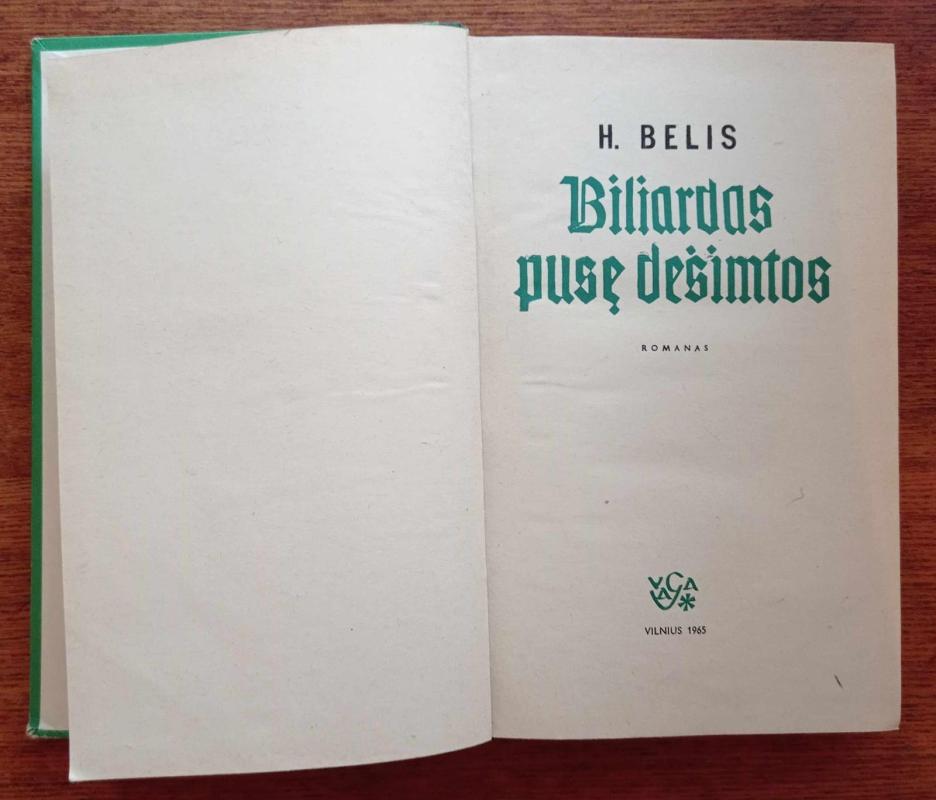 H. BELIS
Biliardas
pusę dešimtos
ROMANAS
VAGA
VILNIUS 1965